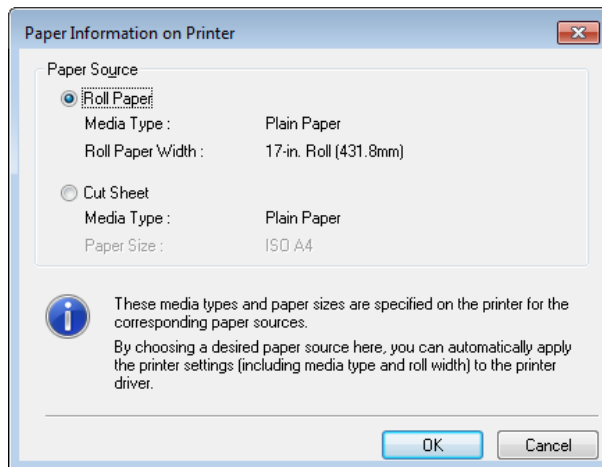 Paper Information on Printer
Paper Source
Roll Paper
Media Type : Plain Paper
Roll Paper Width : 17-in. Roll (431.8mm)
Cut Sheet
Media Type : Plain Paper
Paper Size : ISO A4
These media types and paper sizes are specified on the printer for the
corresponding paper sources.
By choosing a desired paper source here, you can automatically apply
the printer settings (including media type and roll width) to the printer
driver.
OK Cancel